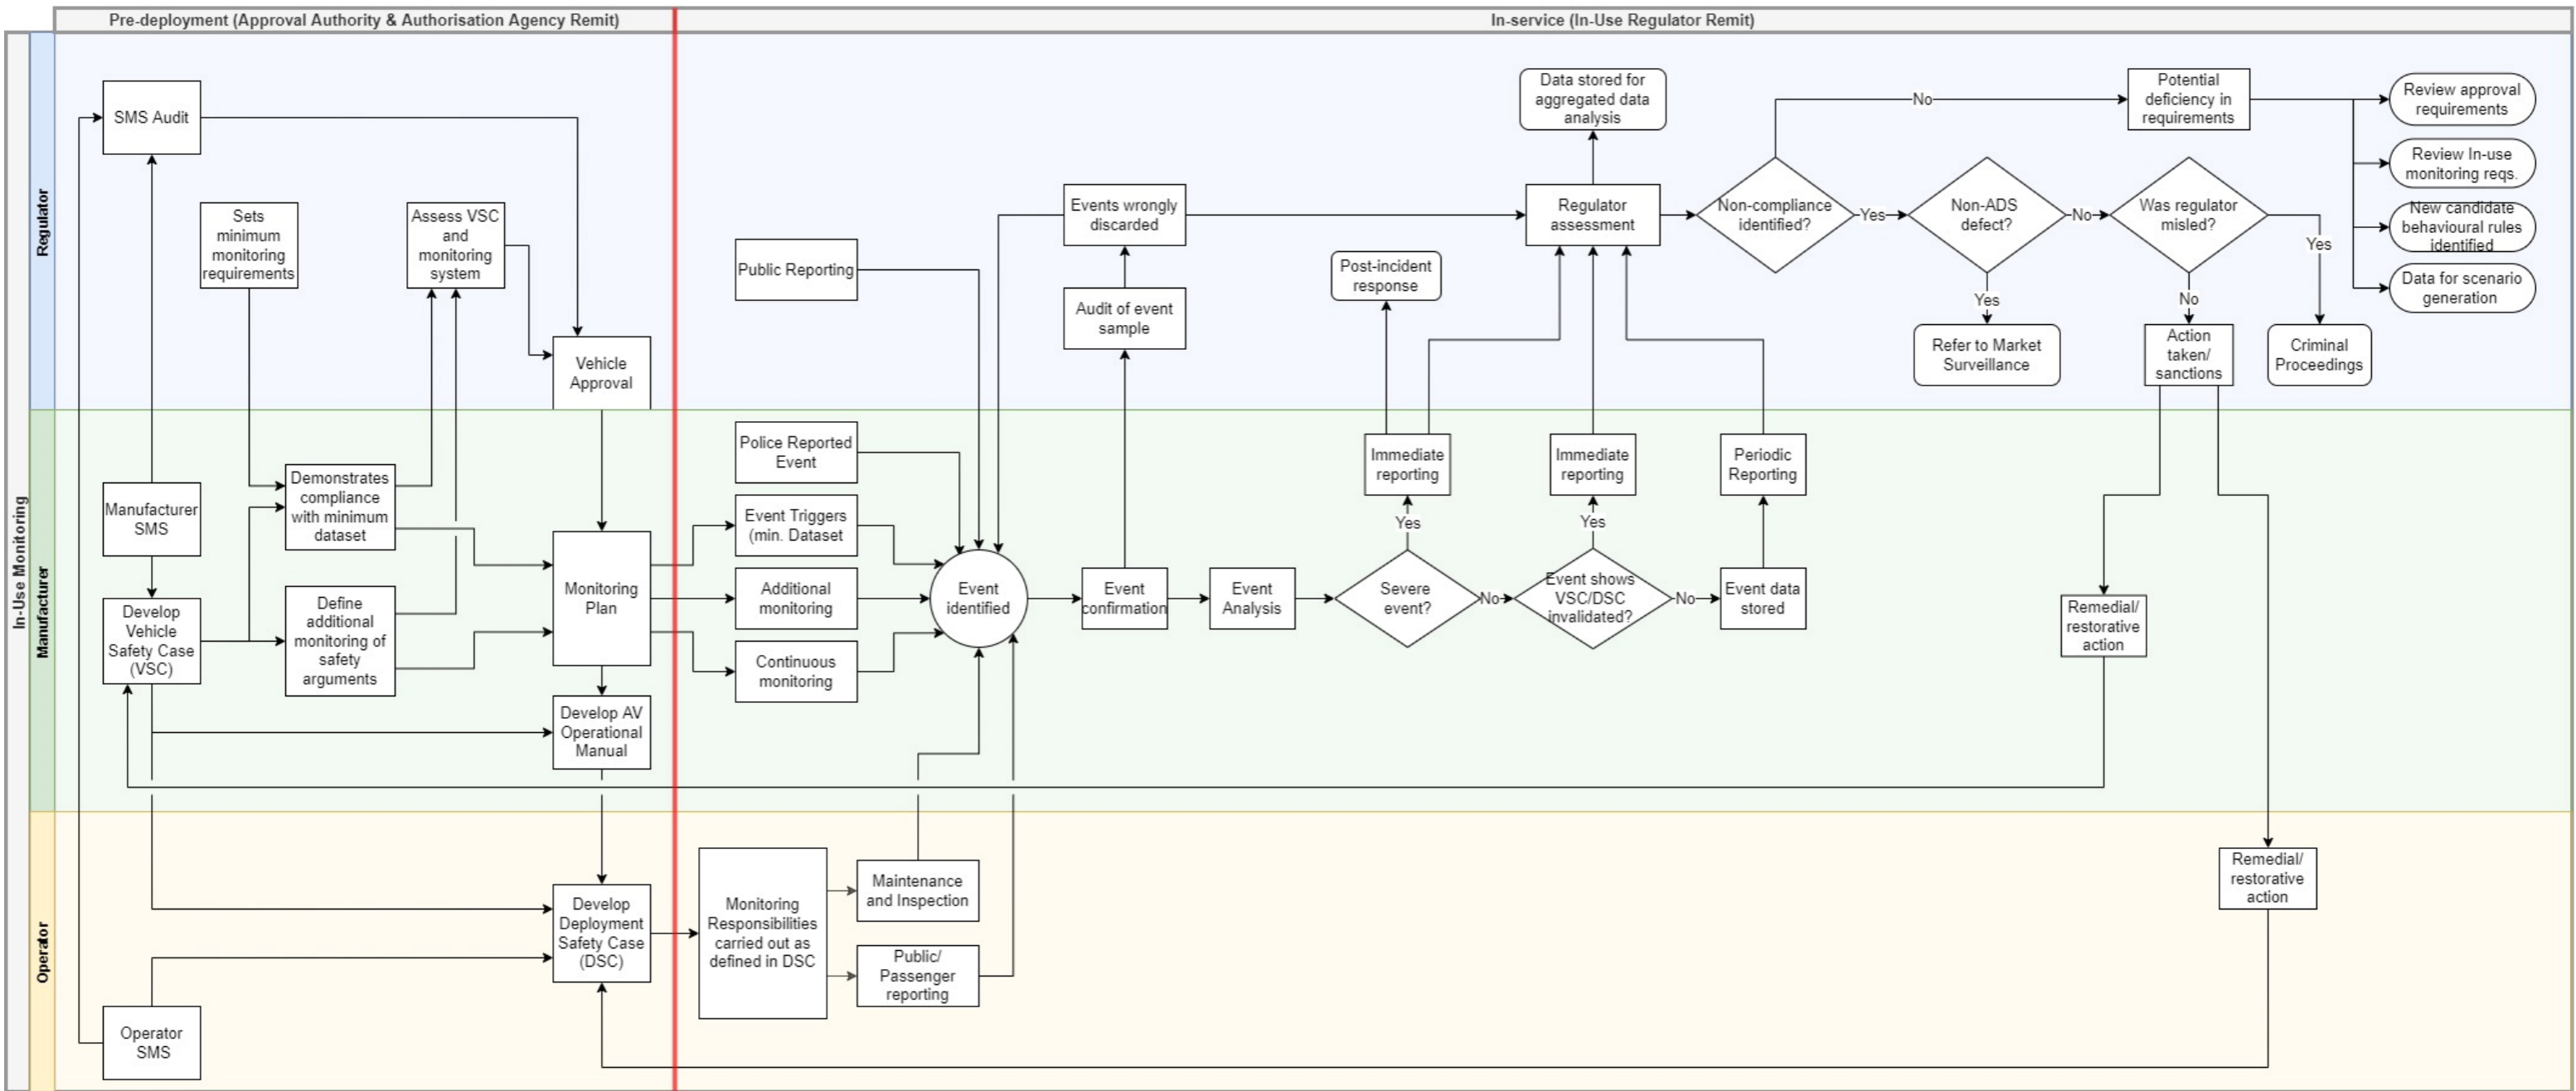 Pre-deployment (Approval Authority & Authorisation Agency Remit)
In-service (In-Use Regulator Remit)
In-Use Monitoring
Regulator
SMS Audit
Sets
minimum
monitoring
requirements
Assess VSC
and
monitoring
system
Vehicle
Approval
Public Reporting
Events wrongly
discarded
Audit of event
sample
Post-incident
response
Data stored for
aggregated data
analysis
Regulator
assessment
Non-compliance
identified?
No
Yes
Non-ADS
defect?
Yes
No
Refer to Market
Surveillance
Was regulator
misled?
Yes
No
Action
taken/
sanctions
Criminal
Proceedings
Potential
deficiency in
requirements
Review approval
requirements
Review In-use
monitoring reqs.
New candidate
behavioural rules
identified
Data for scenario
generation
Manufacturer
Manufacturer
SMS
Develop
Vehicle
Safety Case
(VSC)
Demonstrates
compliance
with minimum
dataset
Define
additional
monitoring of
safety
arguments
Monitoring
Plan
Develop AV
Operational
Manual
Police Reported
Event
Event Triggers
(min. Dataset
Additional
monitoring
Continuous
monitoring
Event
identified
Event
confirmation
Event
Analysis
Severe
event?
Yes
No
Immediate
reporting
Event shows
VSC/DSC
invalidated?
Yes
No
Immediate
reporting
Event data
stored
Periodic
Reporting
Remedial/
restorative
action
Operator
Operator
SMS
Develop
Deployment
Safety Case
(DSC)
Monitoring
Responsibilities
carried out as
defined in DSC
Maintenance
and Inspection
Public/
Passenger
reporting
Remedial/
restorative
action